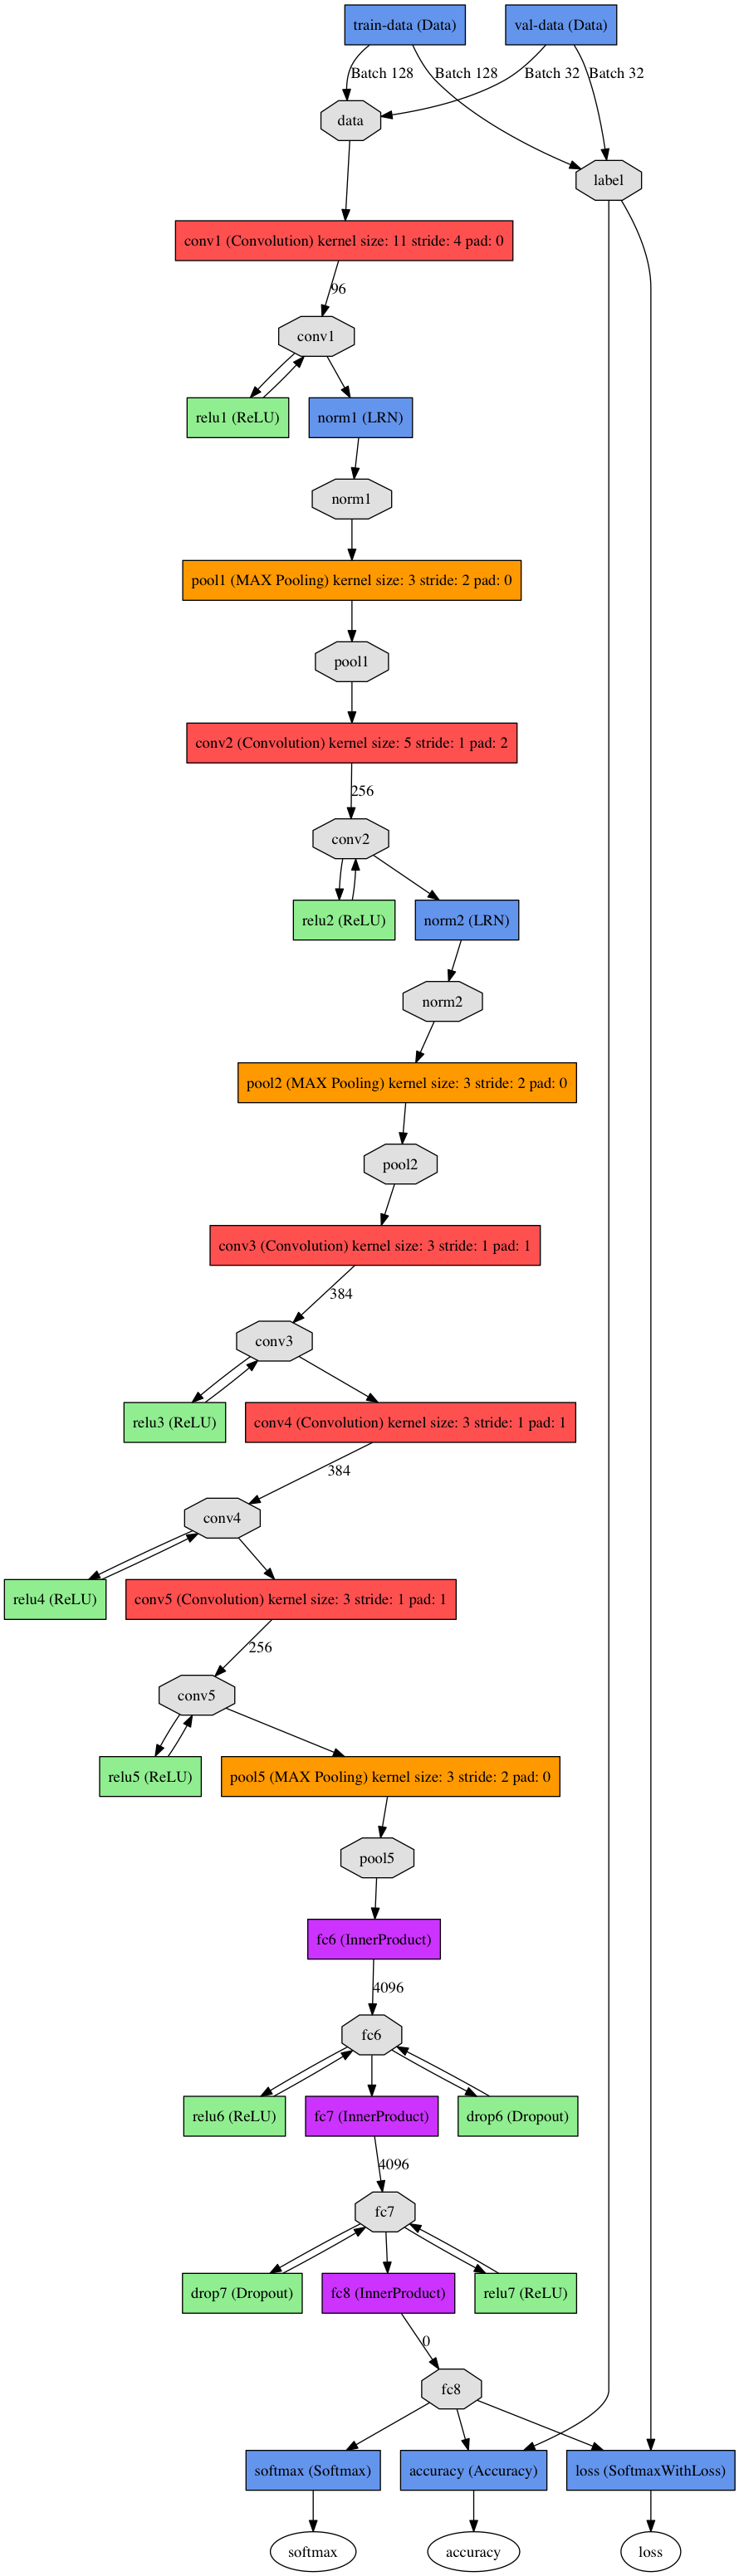 train-data (Data)
val-data (Data)
Batch 128
Batch 128
Batch 32
Batch 32
data
label
conv1 (Convolution) kernel size: 11 stride: 4 pad: 0
96
conv1
relu1 (ReLU)
norm1 (LRN)
norm1
pool1 (MAX Pooling) kernel size: 3 stride: 2 pad: 0
pool1
conv2 (Convolution) kernel size: 5 stride: 1 pad: 2
256
conv2
relu2 (ReLU)
norm2 (LRN)
norm2
pool2 (MAX Pooling) kernel size: 3 stride: 2 pad: 0
pool2
conv3 (Convolution) kernel size: 3 stride: 1 pad: 1
384
conv3
relu3 (ReLU)
conv4 (Convolution) kernel size: 3 stride: 1 pad: 1
384
conv4
relu4 (ReLU)
conv5 (Convolution) kernel size: 3 stride: 1 pad: 1
256
conv5
relu5 (ReLU)
pool5 (MAX Pooling) kernel size: 3 stride: 2 pad: 0
pool5
fc6 (InnerProduct)
4096
fc6
relu6 (ReLU)
fc7 (InnerProduct)
drop6 (Dropout)
4096
fc7
drop7 (Dropout)
fc8 (InnerProduct)
relu7 (ReLU)
0
fc8
softmax (Softmax)
accuracy (Accuracy)
loss (SoftmaxWithLoss)
softmax
accuracy
loss